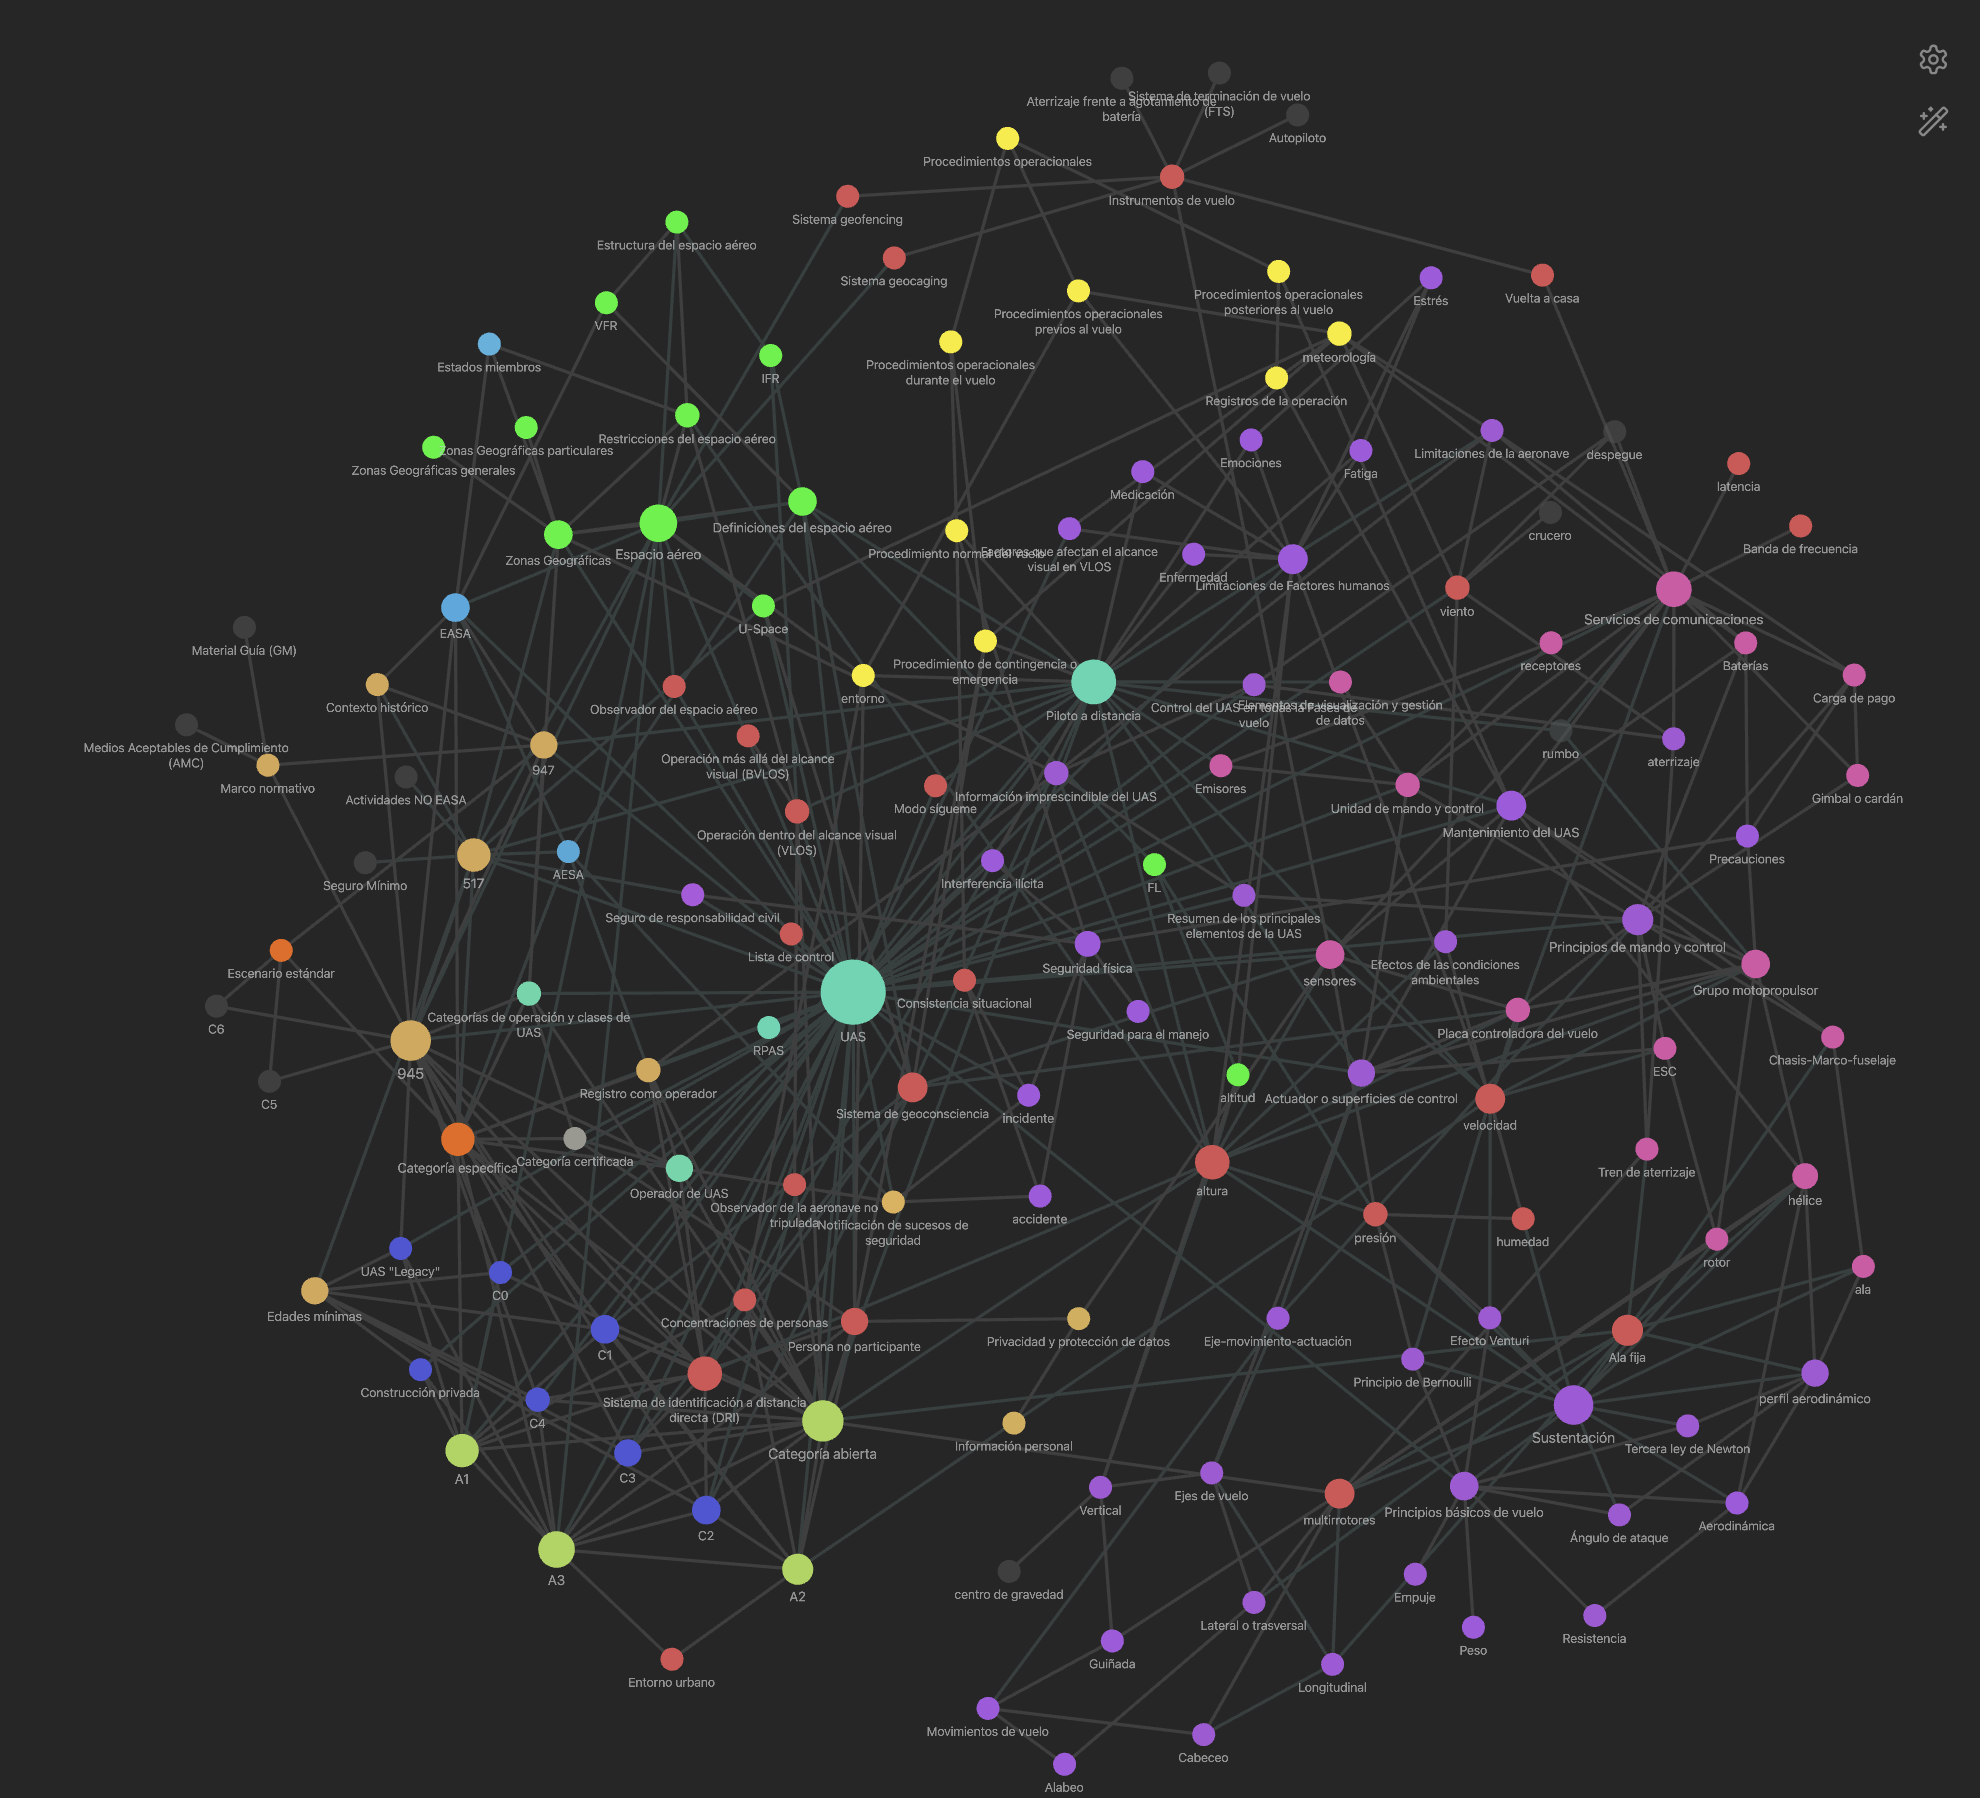 Aterrizaje frente a agotamiento de
batería
Sistema de terminación de vuelo
(FTS)
Autopiloto
Procedimientos operacionales
Instrumentos de vuelo
Sistema geofencing
Estructura del espacio aéreo
Sistema geocaging
Procedimientos operacionales
posteriores al vuelo
Estrés
Vuelta a casa
Procedimientos operacionales
previos al vuelo
VFR
meteorología
Estados miembros
Procedimientos operacionales
durante el vuelo
IFR
Registros de la operación
Restricciones del espacio aéreo
Zonas Geográficas particulares
Zonas Geográficas generales
Emociones
Fatiga
Limitaciones de la aeronave
despegue
latencia
Medicación
Definiciones del espacio aéreo
crucero
Banda de frecuencia
Zonas Geográficas
Espacio aéreo
Procedimiento normal del vuelo
Factores que afectan el alcance
visual en VLOS
Enfermedad
Limitaciones de Factores humanos
viento
Servicios de comunicaciones
EASA
U-Space
Material Guía (GM)
Procedimiento de contingencia o
emergencia
receptores
Baterías
Contexto histórico
Observador del espacio aéreo
entorno
Piloto a distancia
Control del UAS en todas la Fases de
vuelo
Elementos de visualización y gestión
de datos
Carga de pago
Medios Aceptables de Cumplimiento
(AMC)
Marco normativo
947
Operación más allá del alcance
visual (BVLOS)
rumbo
aterrizaje
Actividades NO EASA
Modo sígueme
Información imprescindible del UAS
Emisores
Unidad de mando y control
Mantenimiento del UAS
Gimbal o cardán
Operación dentro del alcance visual
(VLOS)
Seguro Mínimo
517
AESA
Interferencia ilícita
FL
Precauciones
Seguro de responsabilidad civil
Resumen de los principales
elementos de la UAS
Lista de control
Seguridad física
sensores
Efectos de las condiciones
ambientales
Principios de mando y control
Escenario estándar
Grupo motopropulsor
Categorías de operación y clases de
UAS
Consistencia situacional
C6
UAS
RPAS
Seguridad para el manejo
Placa controladora del vuelo
Chasis-Marco-fuselaje
945
ESC
C5
Registro como operador
Sistema de geoconsciencia
incidente
altitud
Actuador o superficies de control
velocidad
Categoría específica
Categoría certificada
Operador de UAS
altura
Tren de aterrizaje
hélice
Observador de la aeronave no
tripulada
Notificación de sucesos de
seguridad
accidente
presión
humedad
rotor
UAS "Legacy"
C0
ala
Edades mínimas
Concentraciones de personas
Persona no participante
Privacidad y protección de datos
Eje-movimiento-actuación
Efecto Venturi
Ala fija
C1
Construcción privada
Principio de Bernoulli
perfil aerodinámico
C4
Sistema de identificación a distancia
directa (DRI)
Categoría abierta
Información personal
Sustentación
Tercera ley de Newton
A1
C3
Vertical
Ejes de vuelo
multirrotores
Principios básicos de vuelo
Ángulo de ataque
Aerodinámica
C2
A3
A2
centro de gravedad
Empuje
Lateral o trasversal
Peso
Resistencia
Guiñada
Entorno urbano
Longitudinal
Movimientos de vuelo
Cabeceo
Alabeo